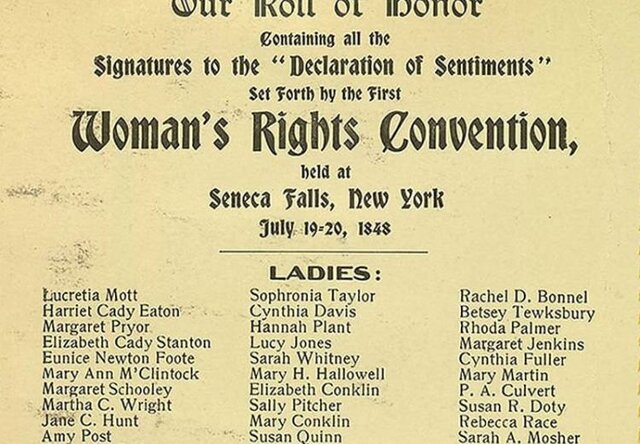 Our Roll of Honor
Containing all the
Signatures to the "Declaration of Sentiments"
Set Forth by the First
Woman's Rights Convention,
held at
Seneca Falls, New York
July 19-20, 1848
LADIES:
Lucretia Mott
Harriet Cady Eaton
Margaret Pryor
Elizabeth Cady Stanton
Eunice Newton Foote
Mary Ann M'Clintock
Margaret Schooley
Martha C. Wright
Jane C. Hunt
Amy Post
Sophronia Taylor
Cynthia Davis
Hannah Plant
Lucy Jones
Sarah Whitney
Mary H. Hallowell
Elizabeth Conklin
Sally Pitcher
Mary Conklin
Susan Quinn
Rachel D. Bonnel
Betsey Tewksbury
Rhoda Palmer
Margaret Jenkins
Cynthia Fuller
Mary Martin
P. A. Culvert
Susan R. Doty
Rebecca Race
Sarah A. Mosher